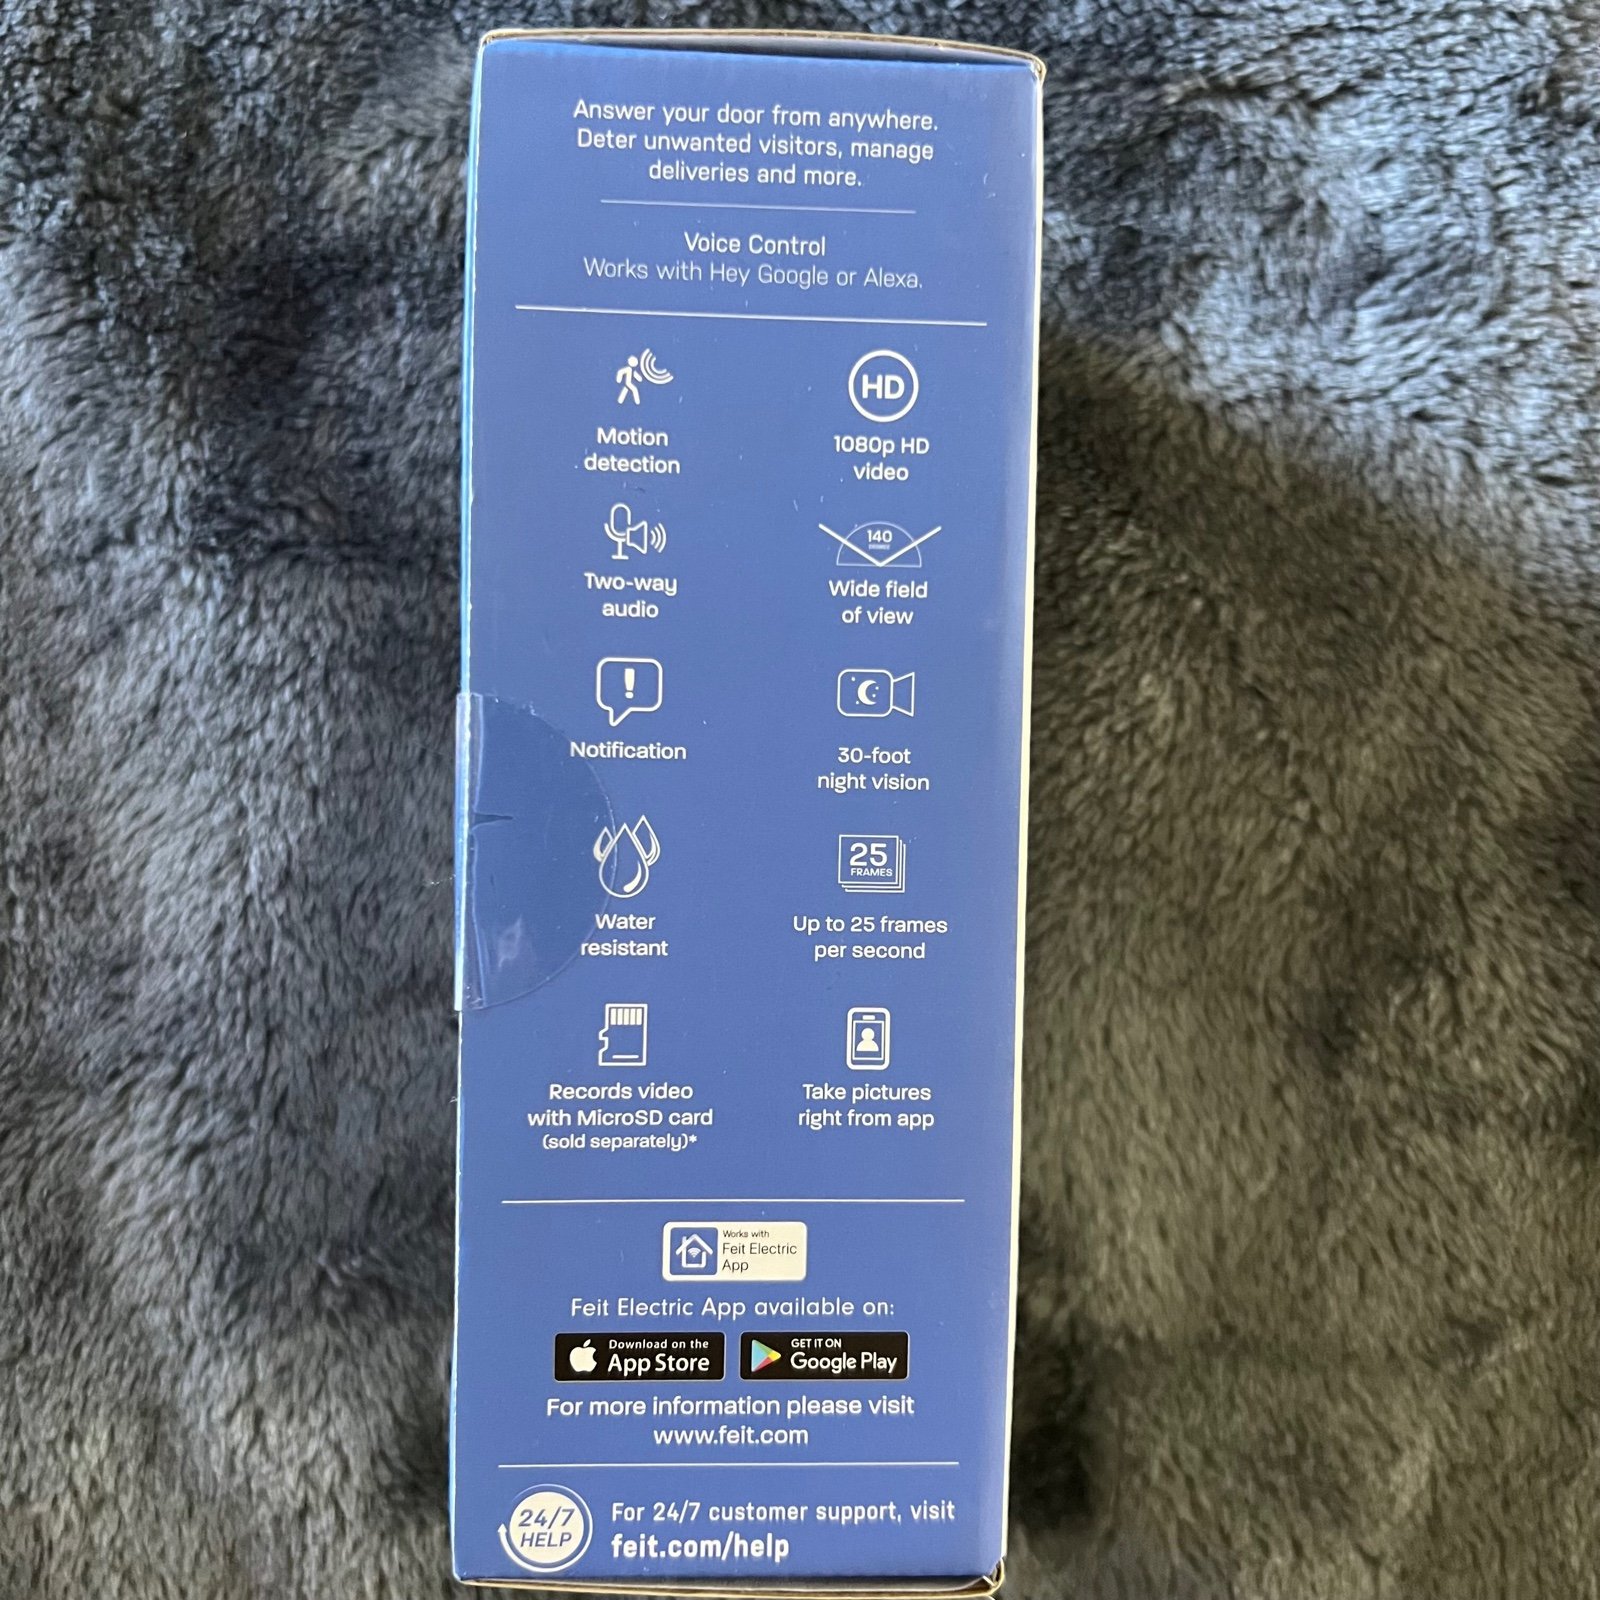 Answer your door from anywhere.
Deter unwanted visitors, manage
deliveries and more.
Voice Control
Works with Hey Google or Alexa.
Motion
detection
HD
1080p HD
video
Two-way
audio
140
Wide field
of view
!
Notification
30-foot
night vision
Water
resistant
25
FRAMES
Up to 25 frames
per second
Records video
with MicroSD card
(sold separately)*
Take pictures
right from app
Works with
Feit Electric
App
Feit Electric App available on:
Download on the
App Store
GET IT ON
Google Play
For more information please visit
www.feit.com
24/7
HELP
For 24/7 customer support, visit
feit.com/help